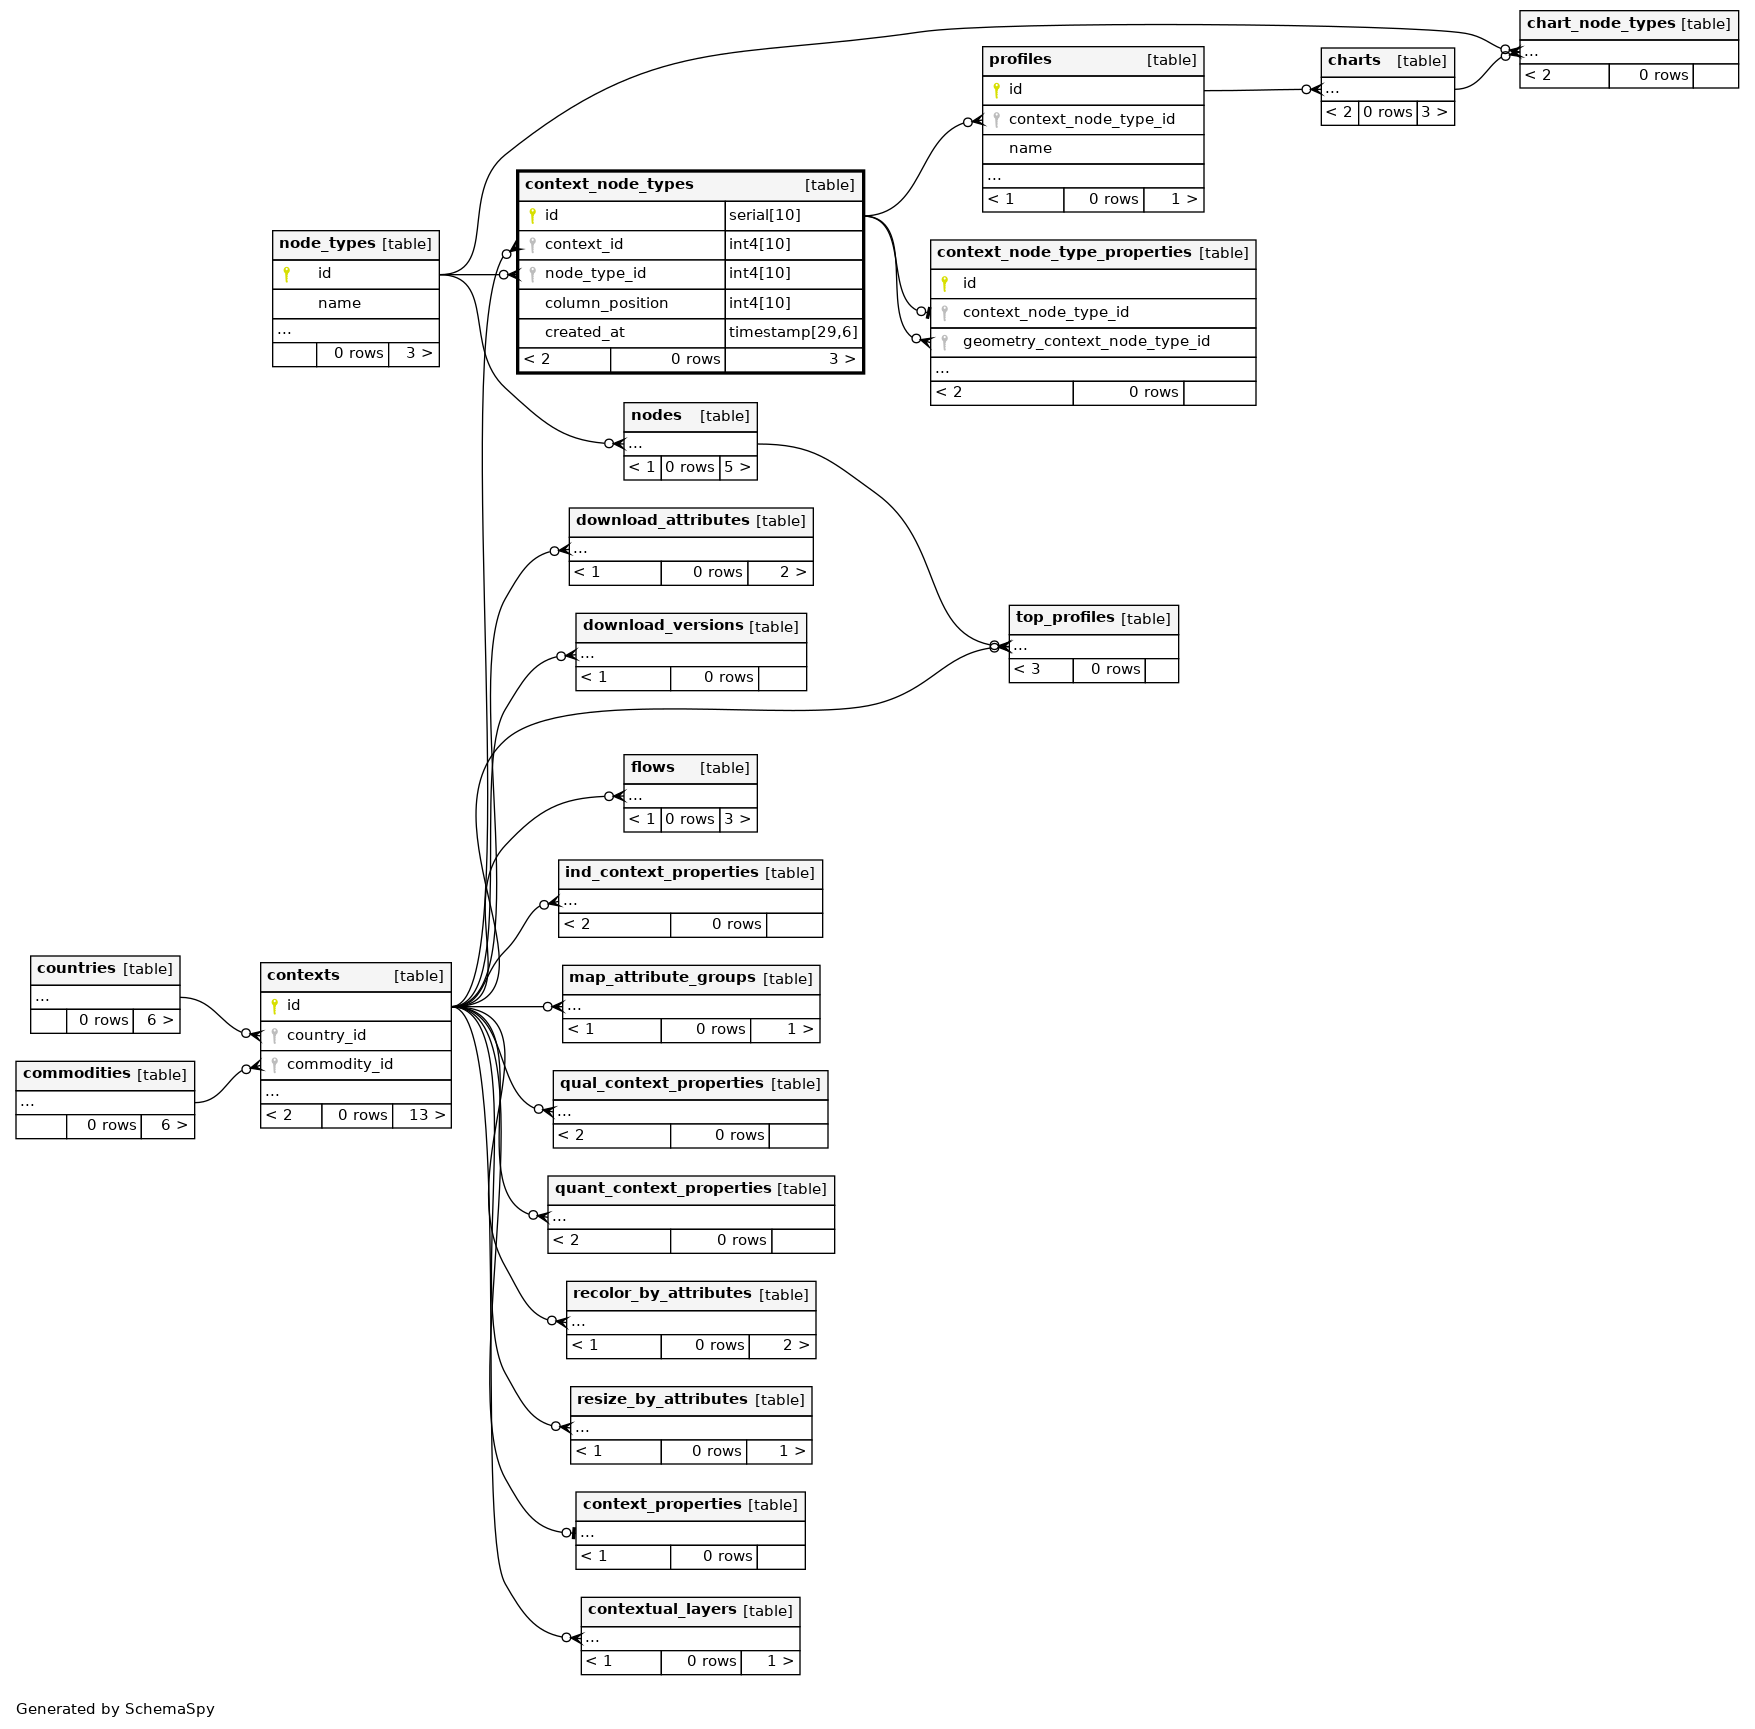 chart_node_types [table]
...
< 2 0 rows
profiles [table]
id
context_node_type_id
name
...
< 1 0 rows 1 >
charts [table]
...
< 2 0 rows 3 >
context_node_types [table]
id serial[10]
context_id int4[10]
node_type_id int4[10]
column_position int4[10]
created_at timestamp[29,6]
< 2 0 rows 3 >
node_types [table]
id
name
...
0 rows 3 >
context_node_type_properties [table]
id
context_node_type_id
geometry_context_node_type_id
...
< 2 0 rows
nodes [table]
...
< 1 0 rows 5 >
download_attributes [table]
...
< 1 0 rows 2 >
download_versions [table]
...
< 1 0 rows
top_profiles [table]
...
< 3 0 rows
flows [table]
...
< 1 0 rows 3 >
ind_context_properties [table]
...
< 2 0 rows
countries [table]
...
0 rows 6 >
contexts [table]
id
country_id
commodity_id
...
< 2 0 rows 13 >
commodities [table]
...
0 rows 6 >
map_attribute_groups [table]
...
< 1 0 rows 1 >
qual_context_properties [table]
...
< 2 0 rows
quant_context_properties [table]
...
< 2 0 rows
recolor_by_attributes [table]
...
< 1 0 rows 2 >
resize_by_attributes [table]
...
< 1 0 rows 1 >
context_properties [table]
...
< 1 0 rows
contextual_layers [table]
...
< 1 0 rows 1 >
Generated by SchemaSpy